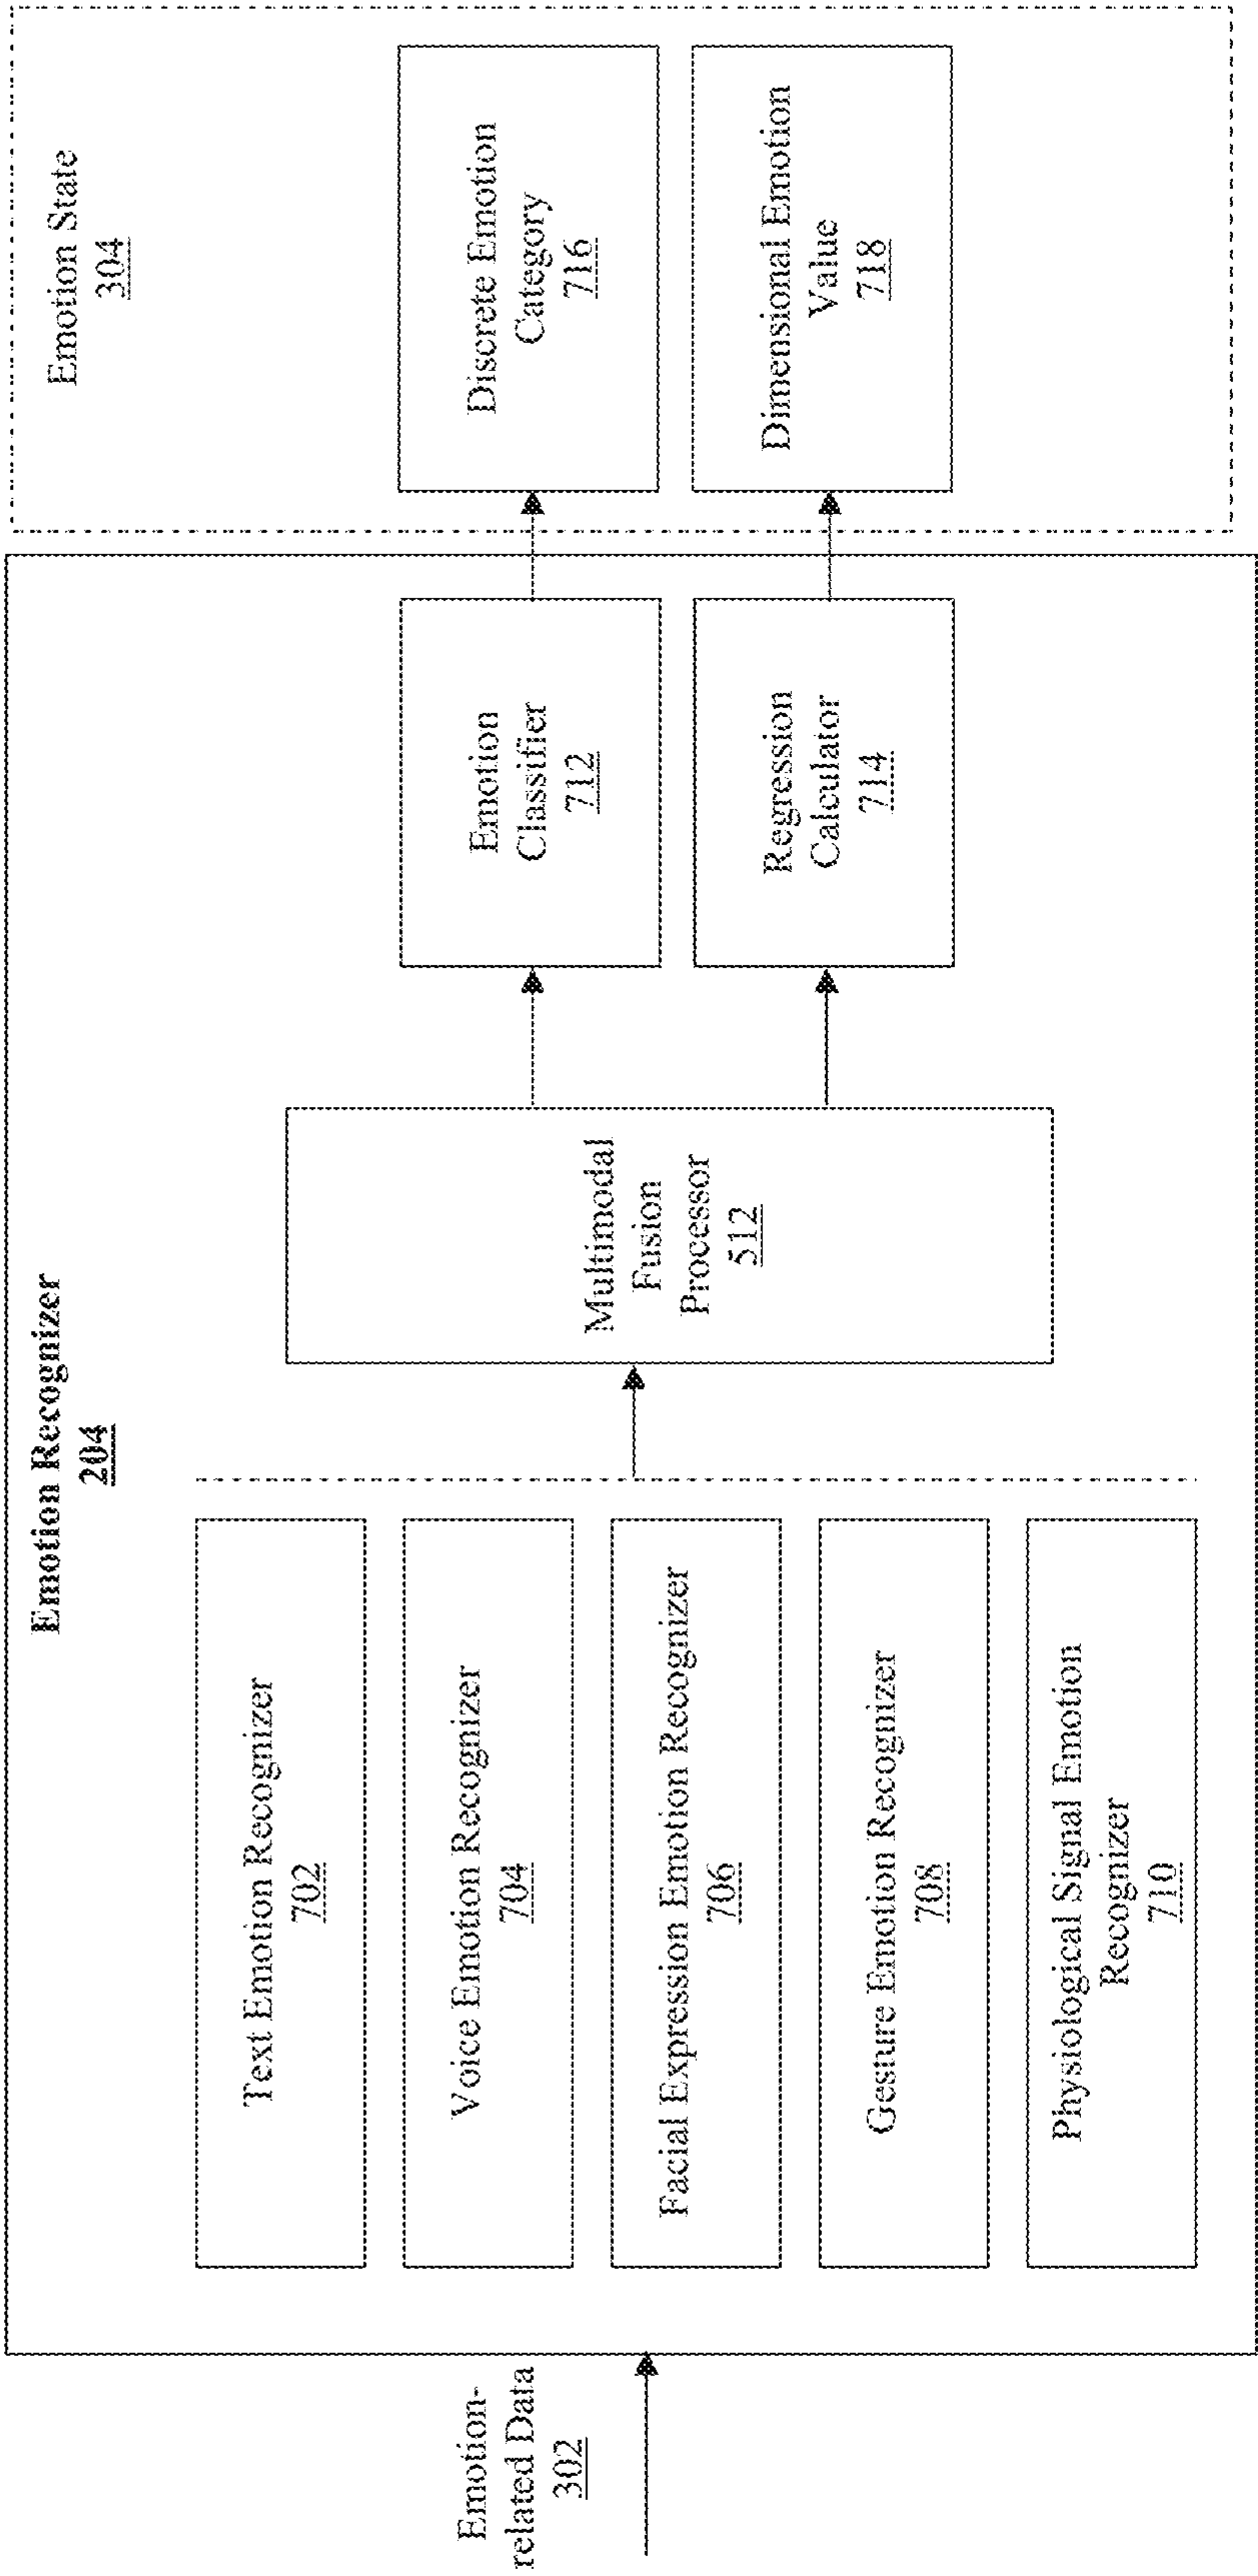 Emotion Recognizer
204
Emotion-
related Data
302
Text Emotion Recognizer
702
Voice Emotion Recognizer
704
Facial Expression Emotion Recognizer
706
Gesture Emotion Recognizer
708
Physiological Signal Emotion
Recognizer
710
Multimodal
Fusion
Processor
512
Emotion
Classifier
712
Regression
Calculator
714
Emotion State
304
Discrete Emotion
Category
716
Dimensional Emotion
Value
718